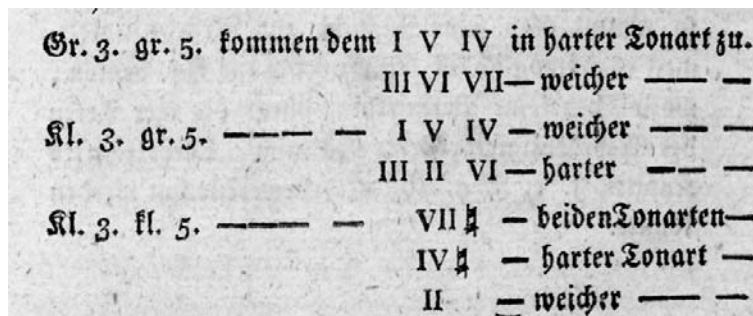 Gr. 3. gr. 5. kommen dem I V IV in harter Tonart zu.
III VI VII — weicher — — —
Kl. 3. gr. 5. — — — — I V IV — weicher — — —
III II VI — harter — — —
Kl. 3. kl. 5. — — — VII ♮ — beiden Tonarten —
IV ♮ — harter Tonart —
II — weicher — — —